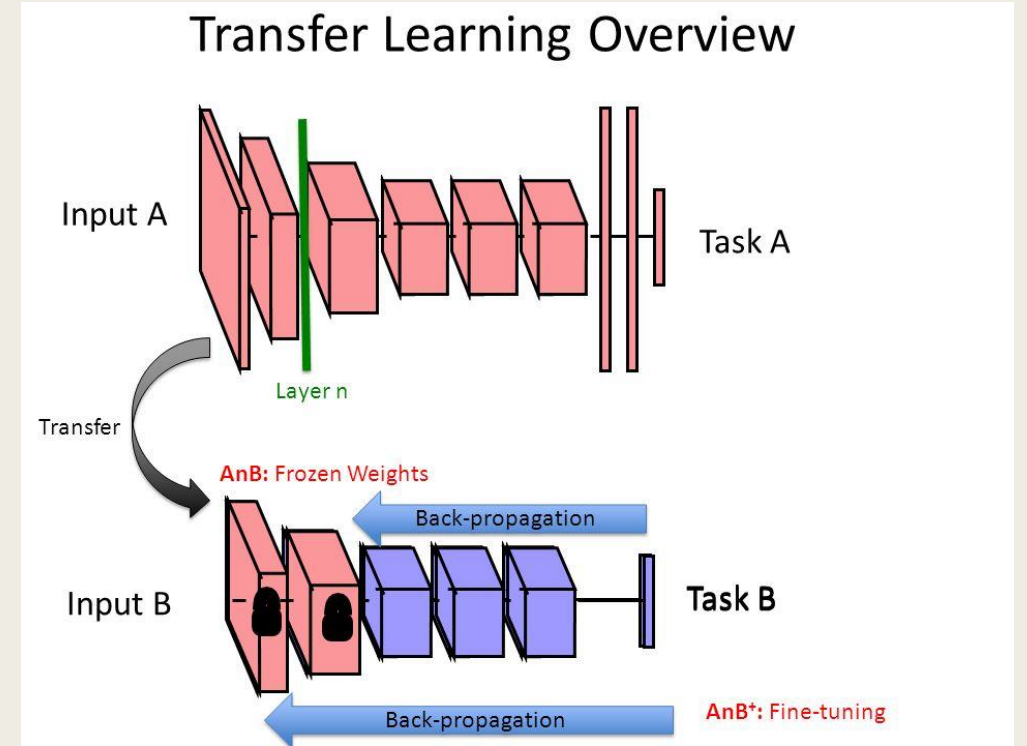 Transfer Learning Overview
Input A
Task A
Layer n
Transfer
AnB: Frozen Weights
Back-propagation
Input B
Task B
Back-propagation
AnB⁺: Fine-tuning